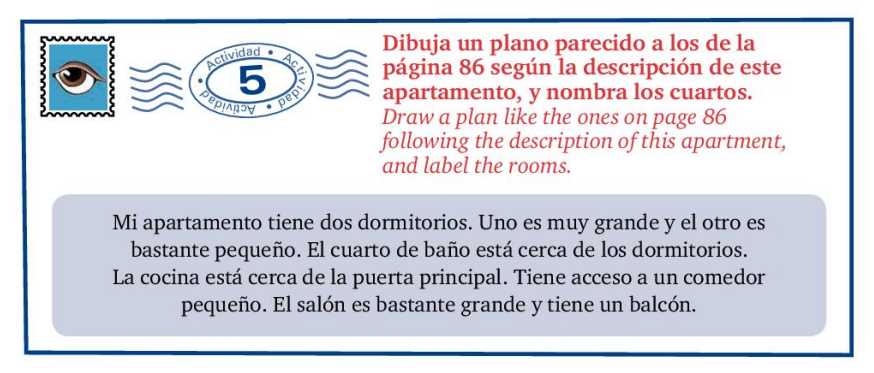 Actividad • Actividad • Actividad •
5
Dibuja un plano parecido a los de la
página 86 según la descripción de este
apartamento, y nombra los cuartos.
Draw a plan like the ones on page 86
following the description of this apartment,
and label the rooms.
Mi apartamento tiene dos dormitorios. Uno es muy grande y el otro es
bastante pequeño. El cuarto de baño está cerca de los dormitorios.
La cocina está cerca de la puerta principal. Tiene acceso a un comedor
pequeño. El salón es bastante grande y tiene un balcón.